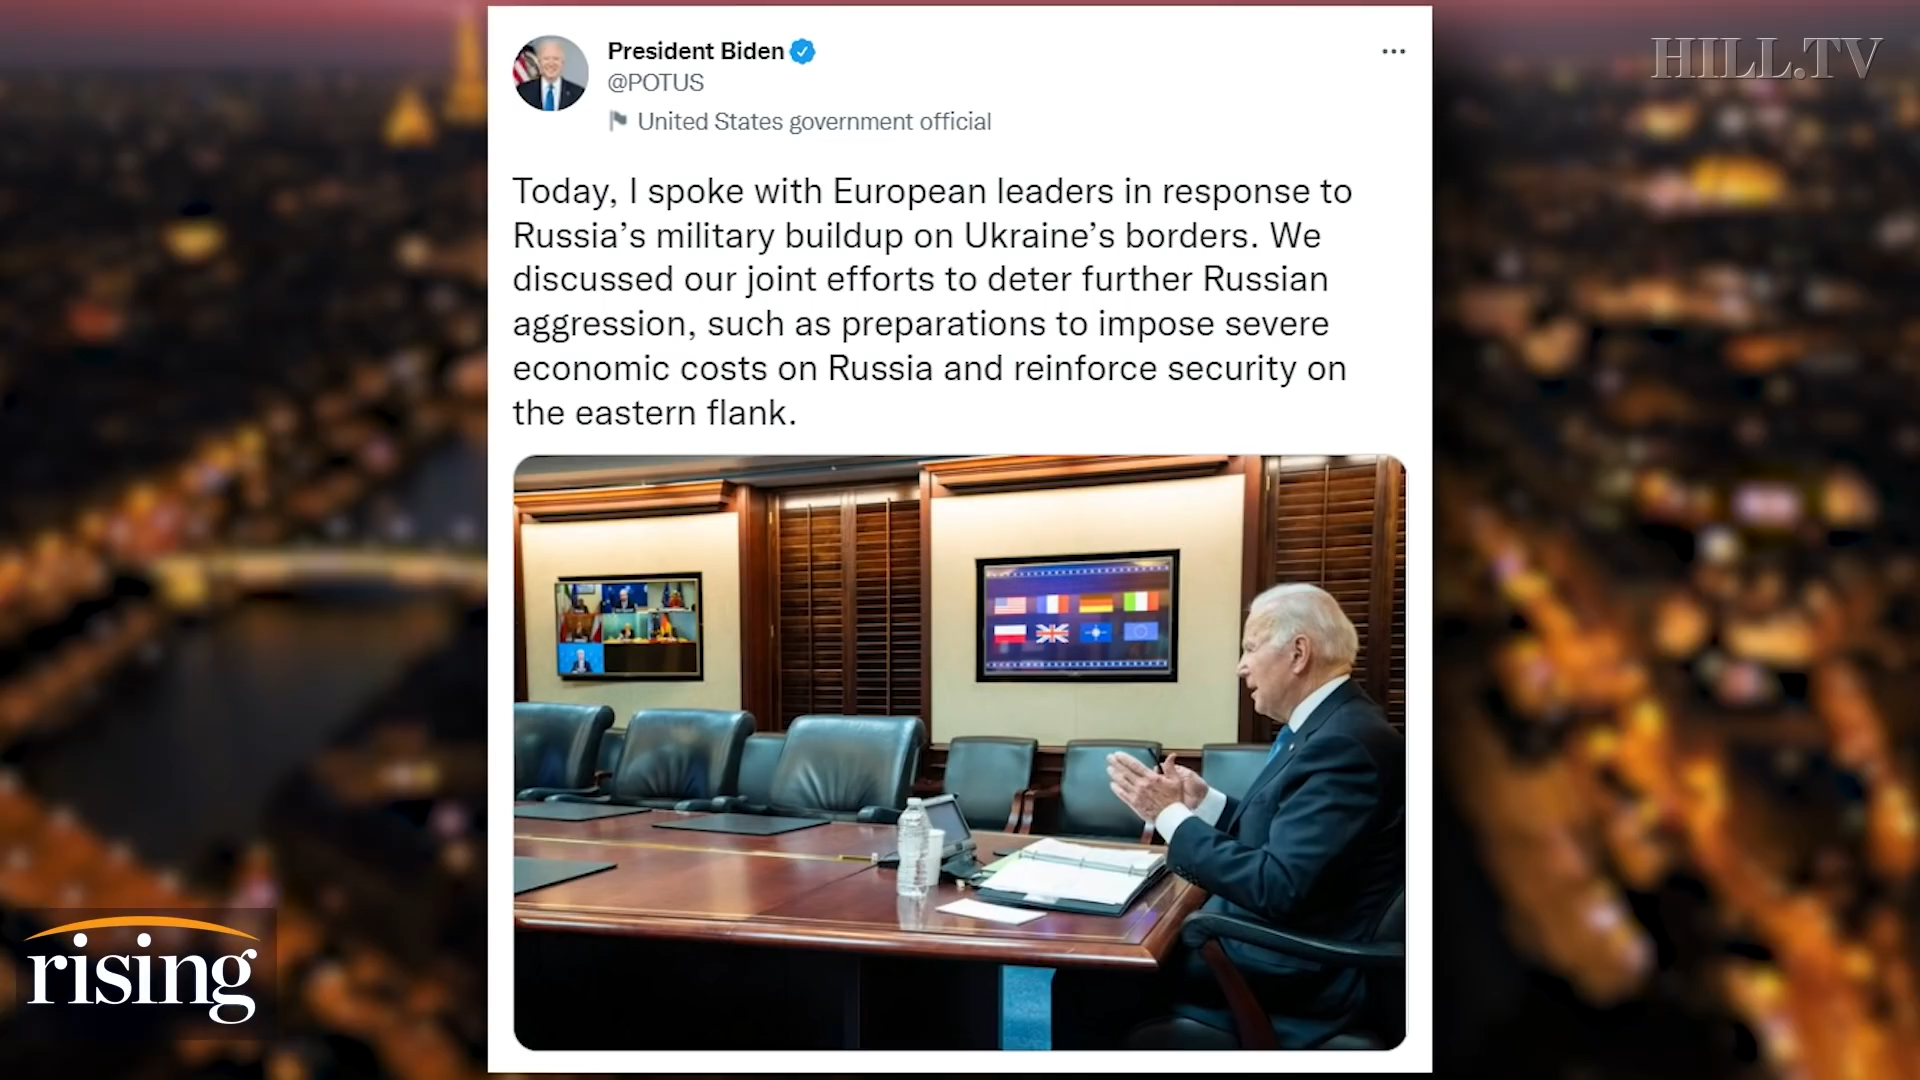 President Biden
@POTUS
United States government official
HILL.TV
Today, I spoke with European leaders in response to
Russia’s military buildup on Ukraine’s borders. We
discussed our joint efforts to deter further Russian
aggression, such as preparations to impose severe
economic costs on Russia and reinforce security on
the eastern flank.
rising